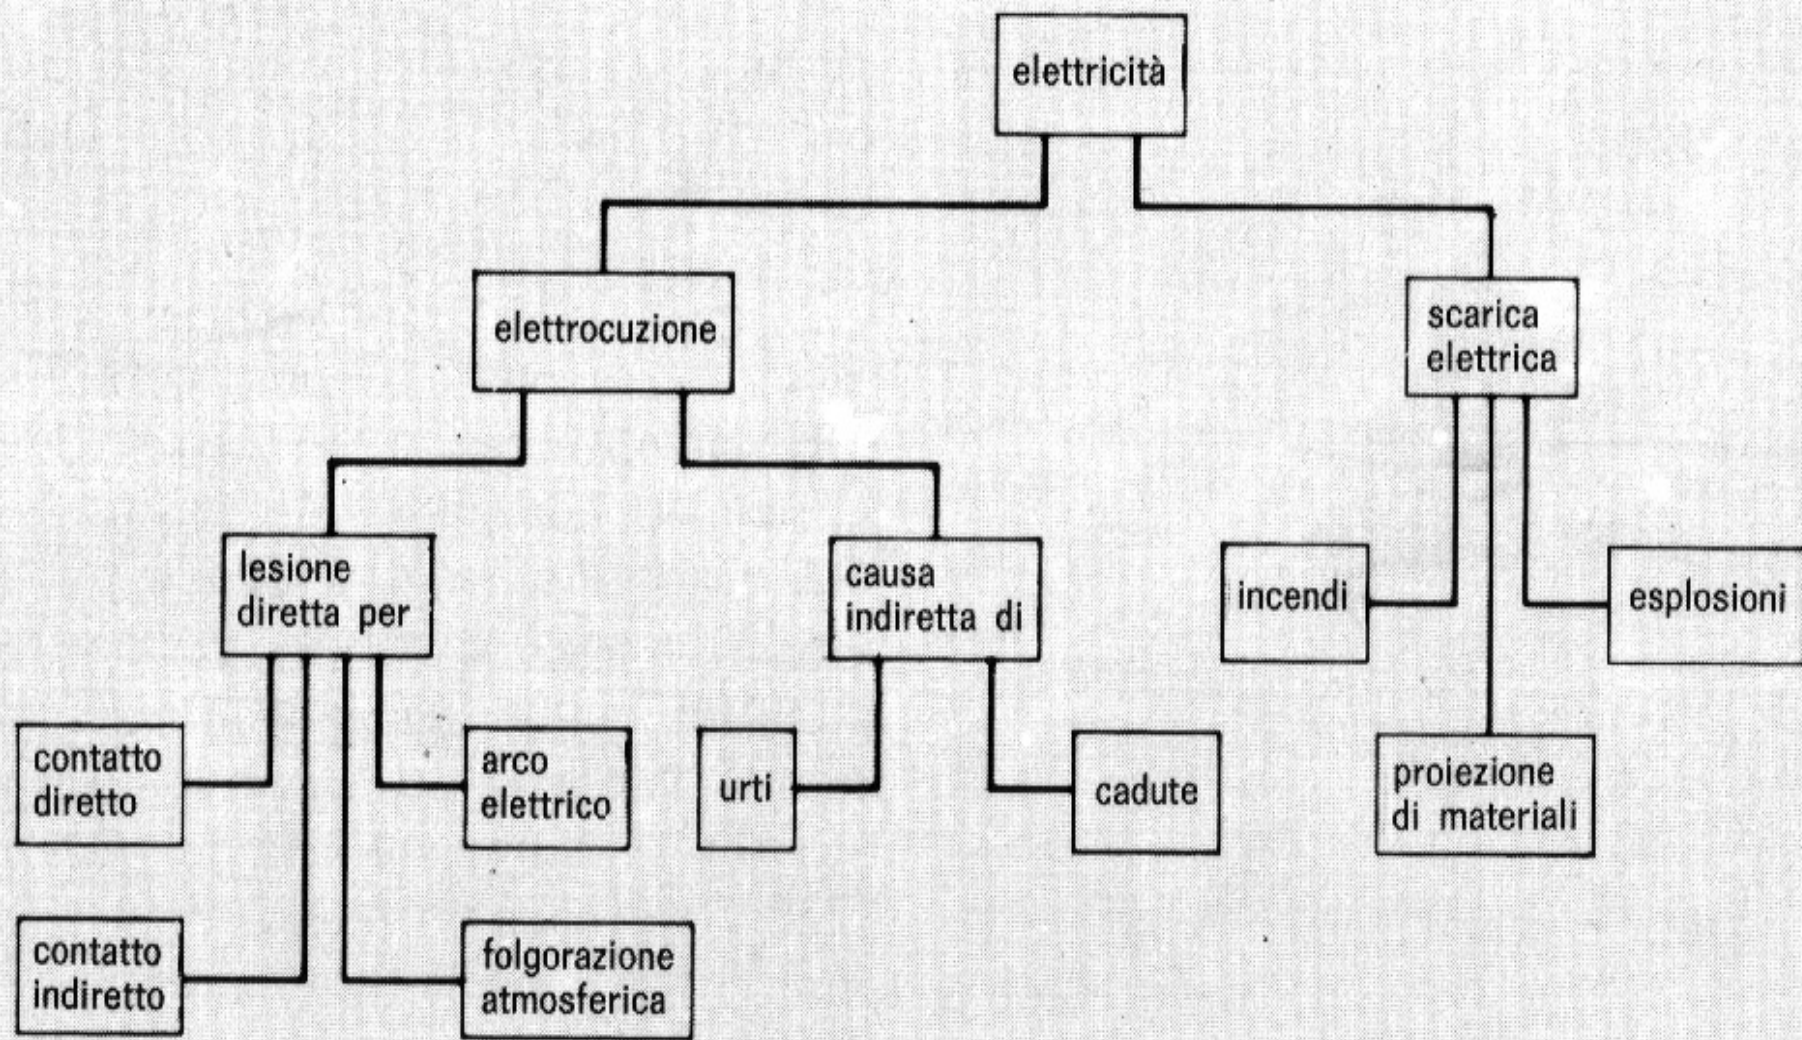 elettricità
elettrocuzione
scarica
elettrica
lesione
diretta per
causa
indiretta di
incendi
esplosioni
contatto
diretto
arco
elettrico
urti
cadute
proiezione
di materiali
contatto
indiretto
folgorazione
atmosferica